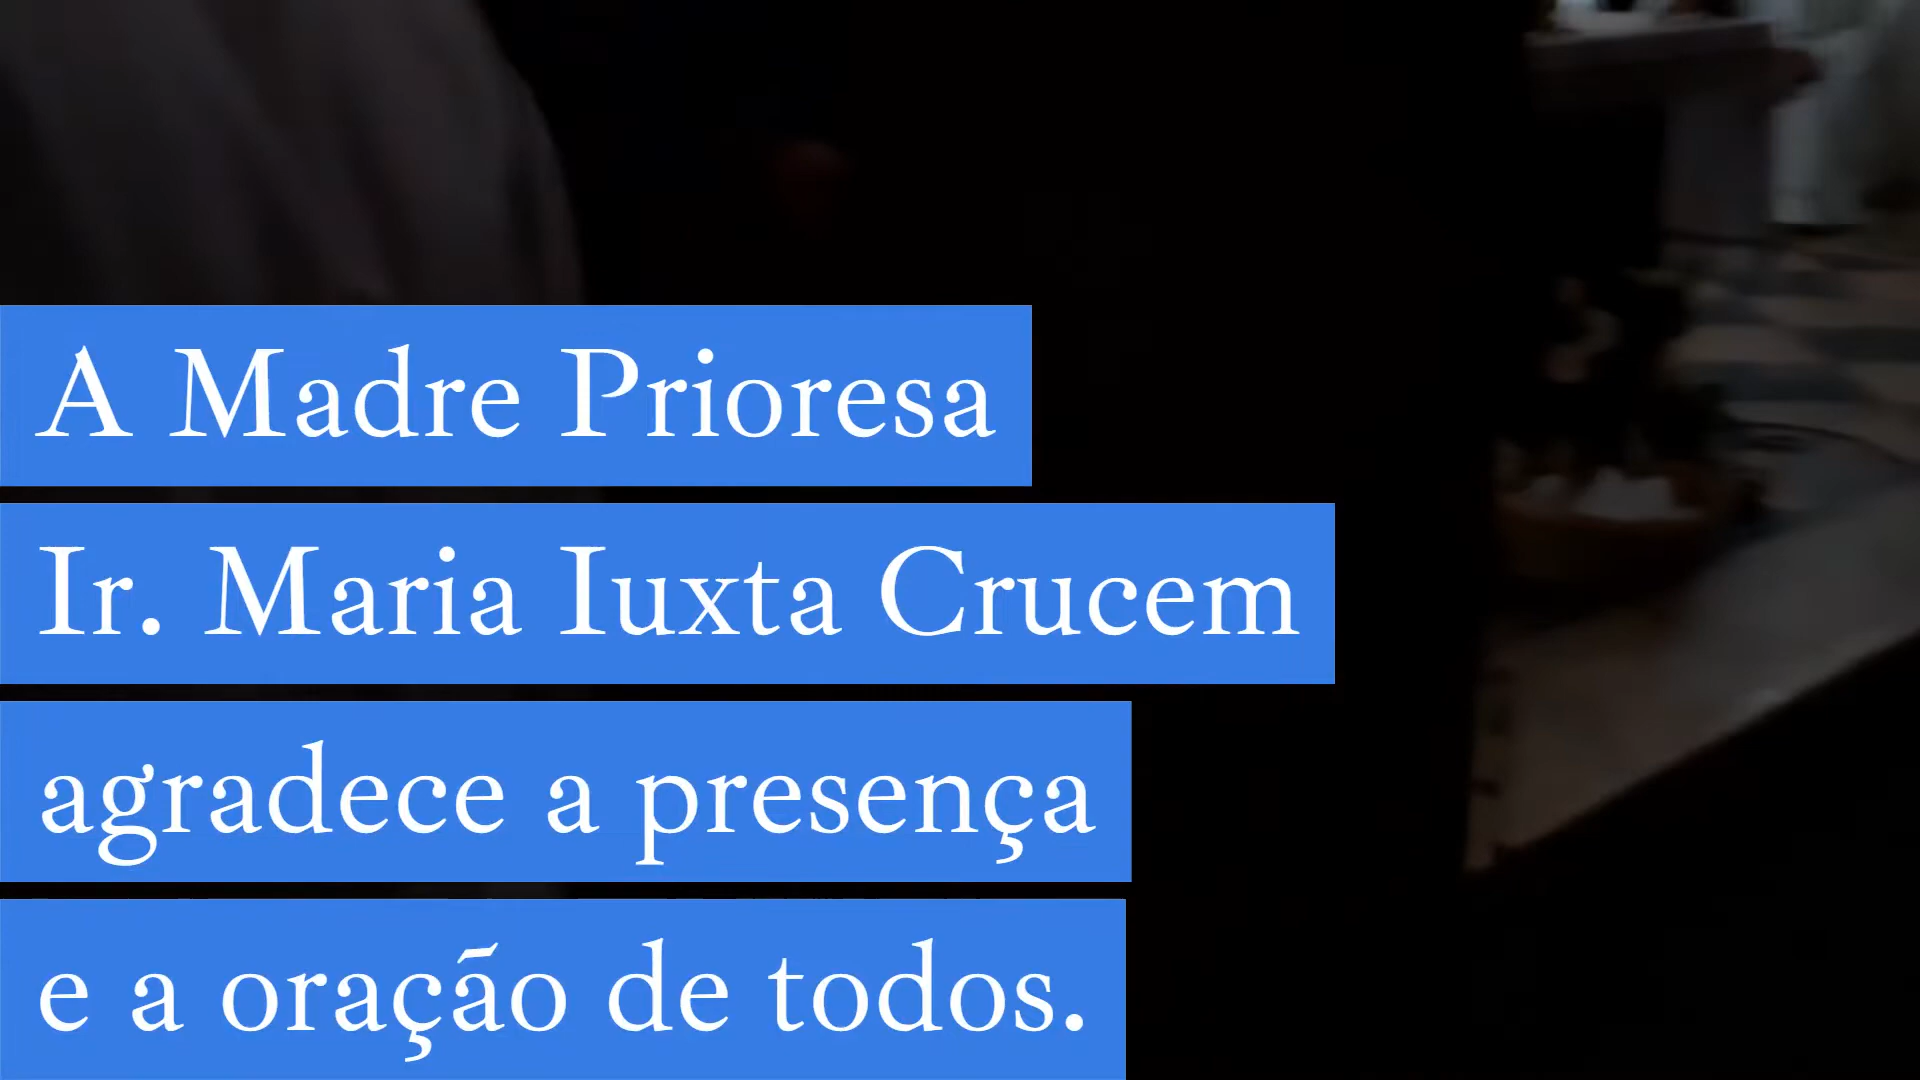 A Madre Prioresa
Ir. Maria Iuxta Crucem
agradece a presença
e a oração de todos.